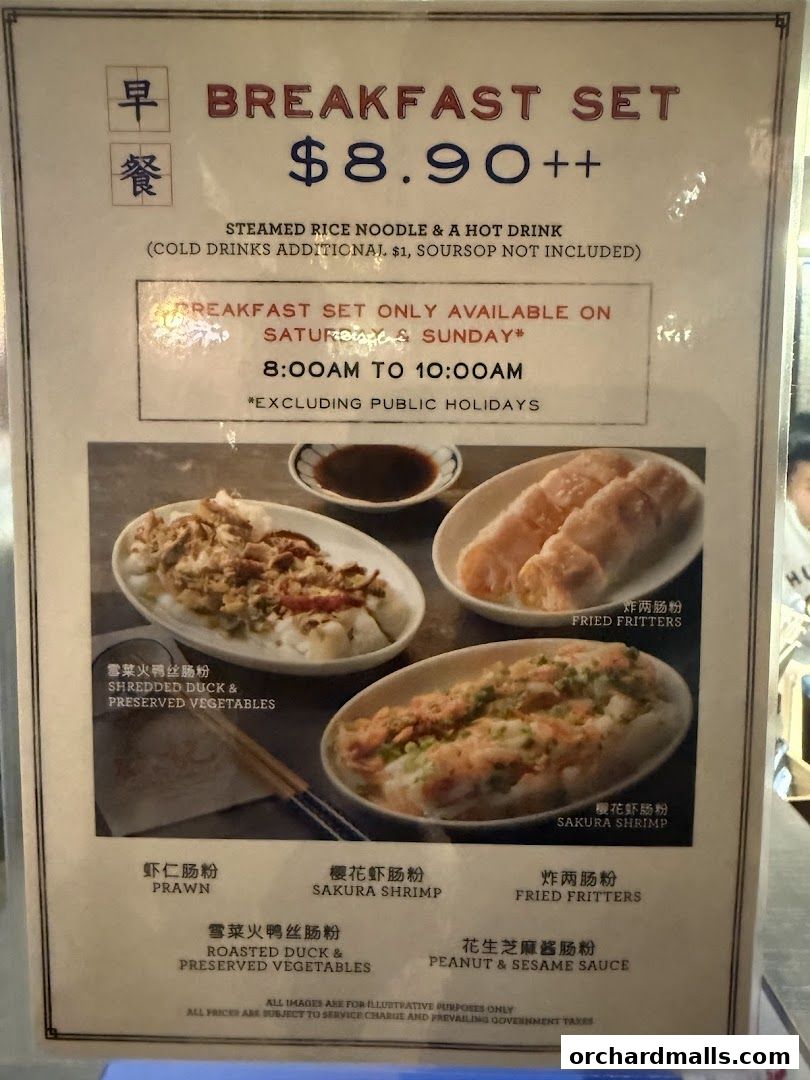 早餐
BREAKFAST SET
$8.90++
STEAMED RICE NOODLE & A HOT DRINK
(COLD DRINKS ADDITIONAL $1, SOURSOP NOT INCLUDED)
BREAKFAST SET ONLY AVAILABLE ON
SATURDAY & SUNDAY*
8:00AM TO 10:00AM
*EXCLUDING PUBLIC HOLIDAYS
炸两肠粉
FRIED FRITTERS
雪菜火鸭丝肠粉
SHREDDED DUCK &
PRESERVED VEGETABLES
樱花虾肠粉
SAKURA SHRIMP
虾仁肠粉
PRAWN
樱花虾肠粉
SAKURA SHRIMP
炸两肠粉
FRIED FRITTERS
雪菜火鸭丝肠粉
ROASTED DUCK &
PRESERVED VEGETABLES
花生芝麻酱肠粉
PEANUT & SESAME SAUCE
ALL IMAGES ARE FOR ILLUSTRATIVE PURPOSES ONLY
ALL PRICES ARE SUBJECT TO SERVICE CHARGE AND PREVAILING GOVERNMENT TAXES
orchardmalls.com